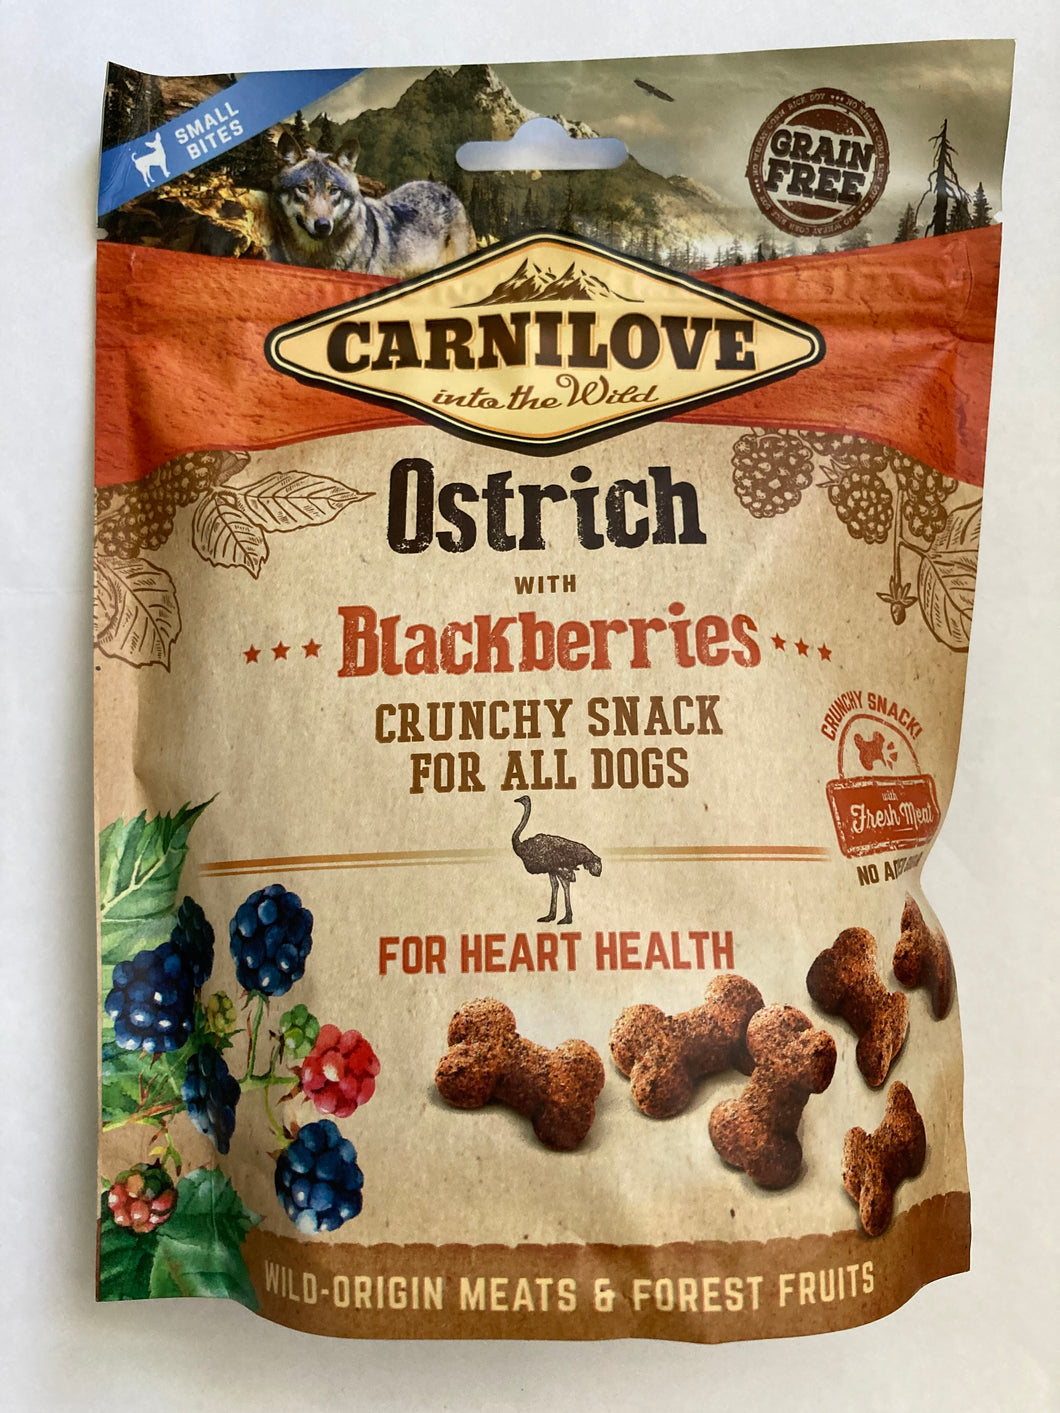 SMALL
BITES
GRAIN
FREE
CARNILOVE
into the Wild
Ostrich
WITH
Blackberries
CRUNCHY SNACK
FOR ALL DOGS
CRUNCHY SNACK!
with
Fresh Meat
NO
FOR HEART HEALTH
WILD-ORIGIN MEATS & FOREST FRUITS